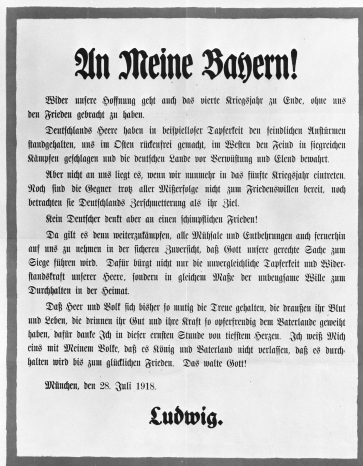 An Meine Bayern!
Wider unsere Hoffnung geht auch das vierte Kriegsjahr zu Ende, ohne uns
den Frieden gebracht zu haben.
Deutschlands Heere haben in beispielloser Tapferkeit den feindlichen Anstürmen
standgehalten, uns im Osten rückenfrei gemacht, im Westen den Feind in siegreichen
Kämpfen geschlagen und die deutschen Lande vor Verwüstung und Elend bewahrt.
Aber nicht an uns liegt es, wenn wir nunmehr in das fünfte Kriegsjahr eintreten.
Noch sind die Gegner trotz aller Mißerfolge nicht zum Friedenswillen bereit, noch
betrachten sie Deutschlands Zerschmetterung als ihr Ziel.
Kein Deutscher denkt aber an einen schimpflichen Frieden!
Da gilt es denn weiterzukämpfen, alle Mühsale und Entbehrungen auch fernerhin
auf uns zu nehmen in der sicheren Zuversicht, daß Gott unsere gerechte Sache zum
Siege führen wird. Dafür bürgt nicht nur die unvergleichliche Tapferkeit und Wider-
standskraft unserer Heere, sondern in gleichem Maße der unbeugsame Wille zum
Durchhalten in der Heimat.
Daß Heer und Volk sich bisher so mutig die Treue gehalten, die draußen ihr Blut
und Leben, die drinnen ihr Gut und ihre Kraft so opferfreudig dem Vaterlande geweiht
haben, dafür danke Ich in dieser ernsten Stunde von tiefstem Herzen. Ich weiß Mich
eins mit Meinem Volke, daß es König und Vaterland nicht verlassen, daß es durch-
halten wird bis zum glücklichen Frieden. Das walte Gott!
München, den 28. Juli 1918.
Ludwig.